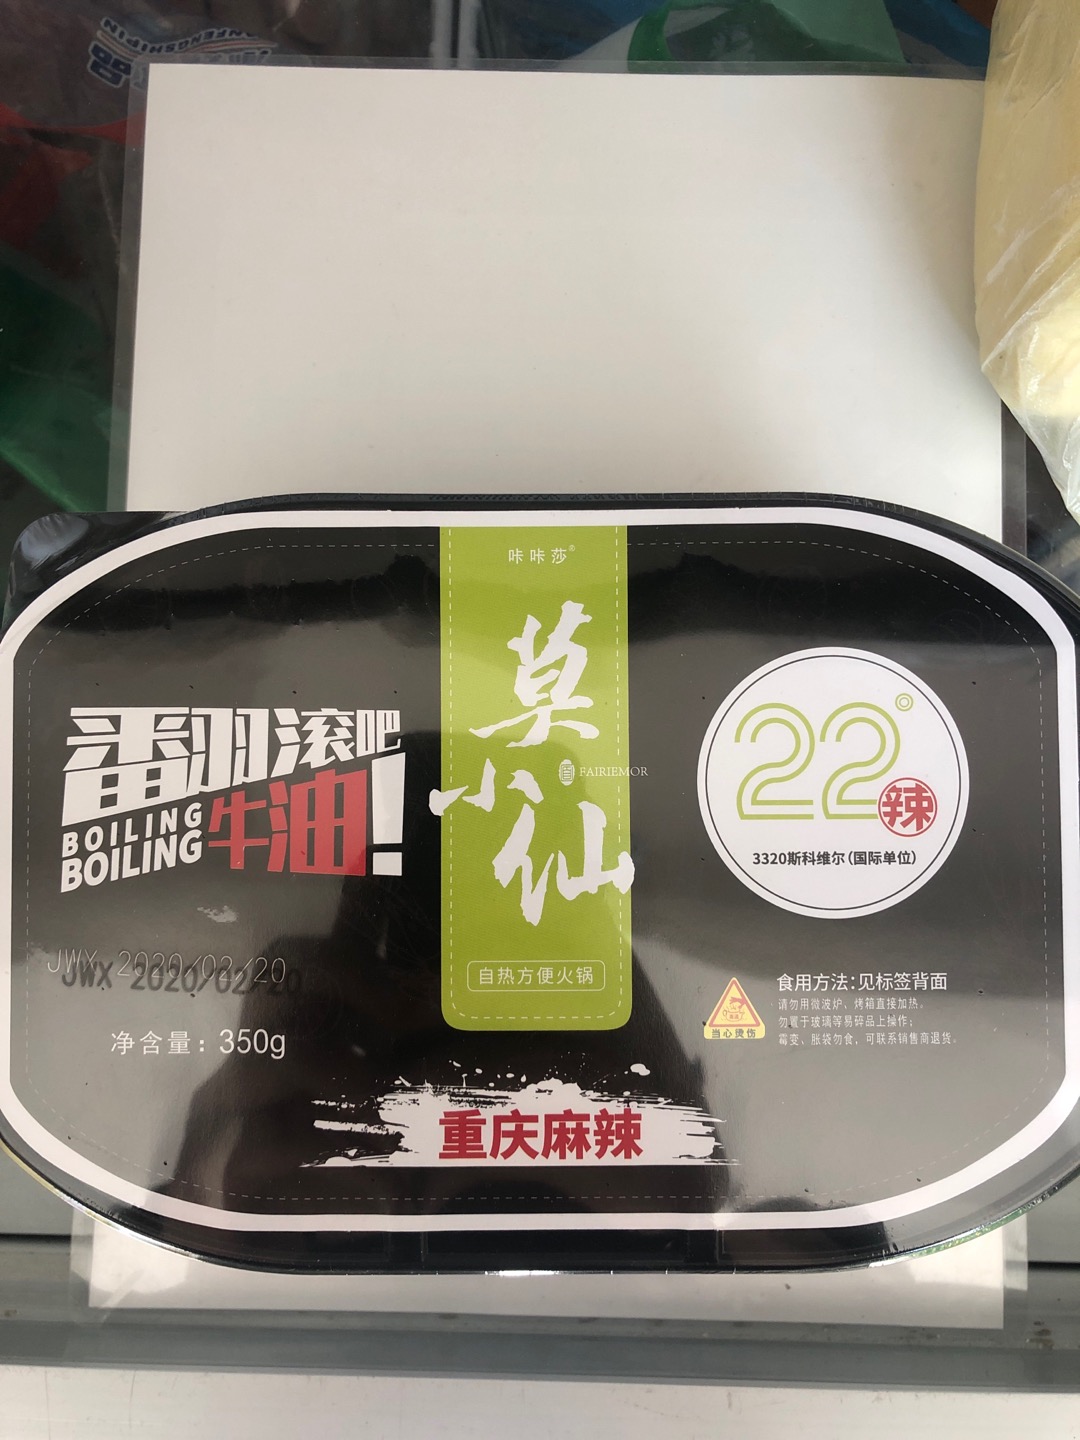 咔咔莎®
莫小仙
FAIRIEMOR
自热方便火锅
翻滚吧
牛油!
BOILING
BOILING
JWX 2020/02/20
净含量：350g
22°
辣
3320斯科维尔（国际单位）
当心烫伤
食用方法：见标签背面
请勿用微波炉、烤箱直接加热。
勿置于玻璃等易碎品上操作；
霉变、胀袋勿食，可联系销售商退货。
重庆麻辣